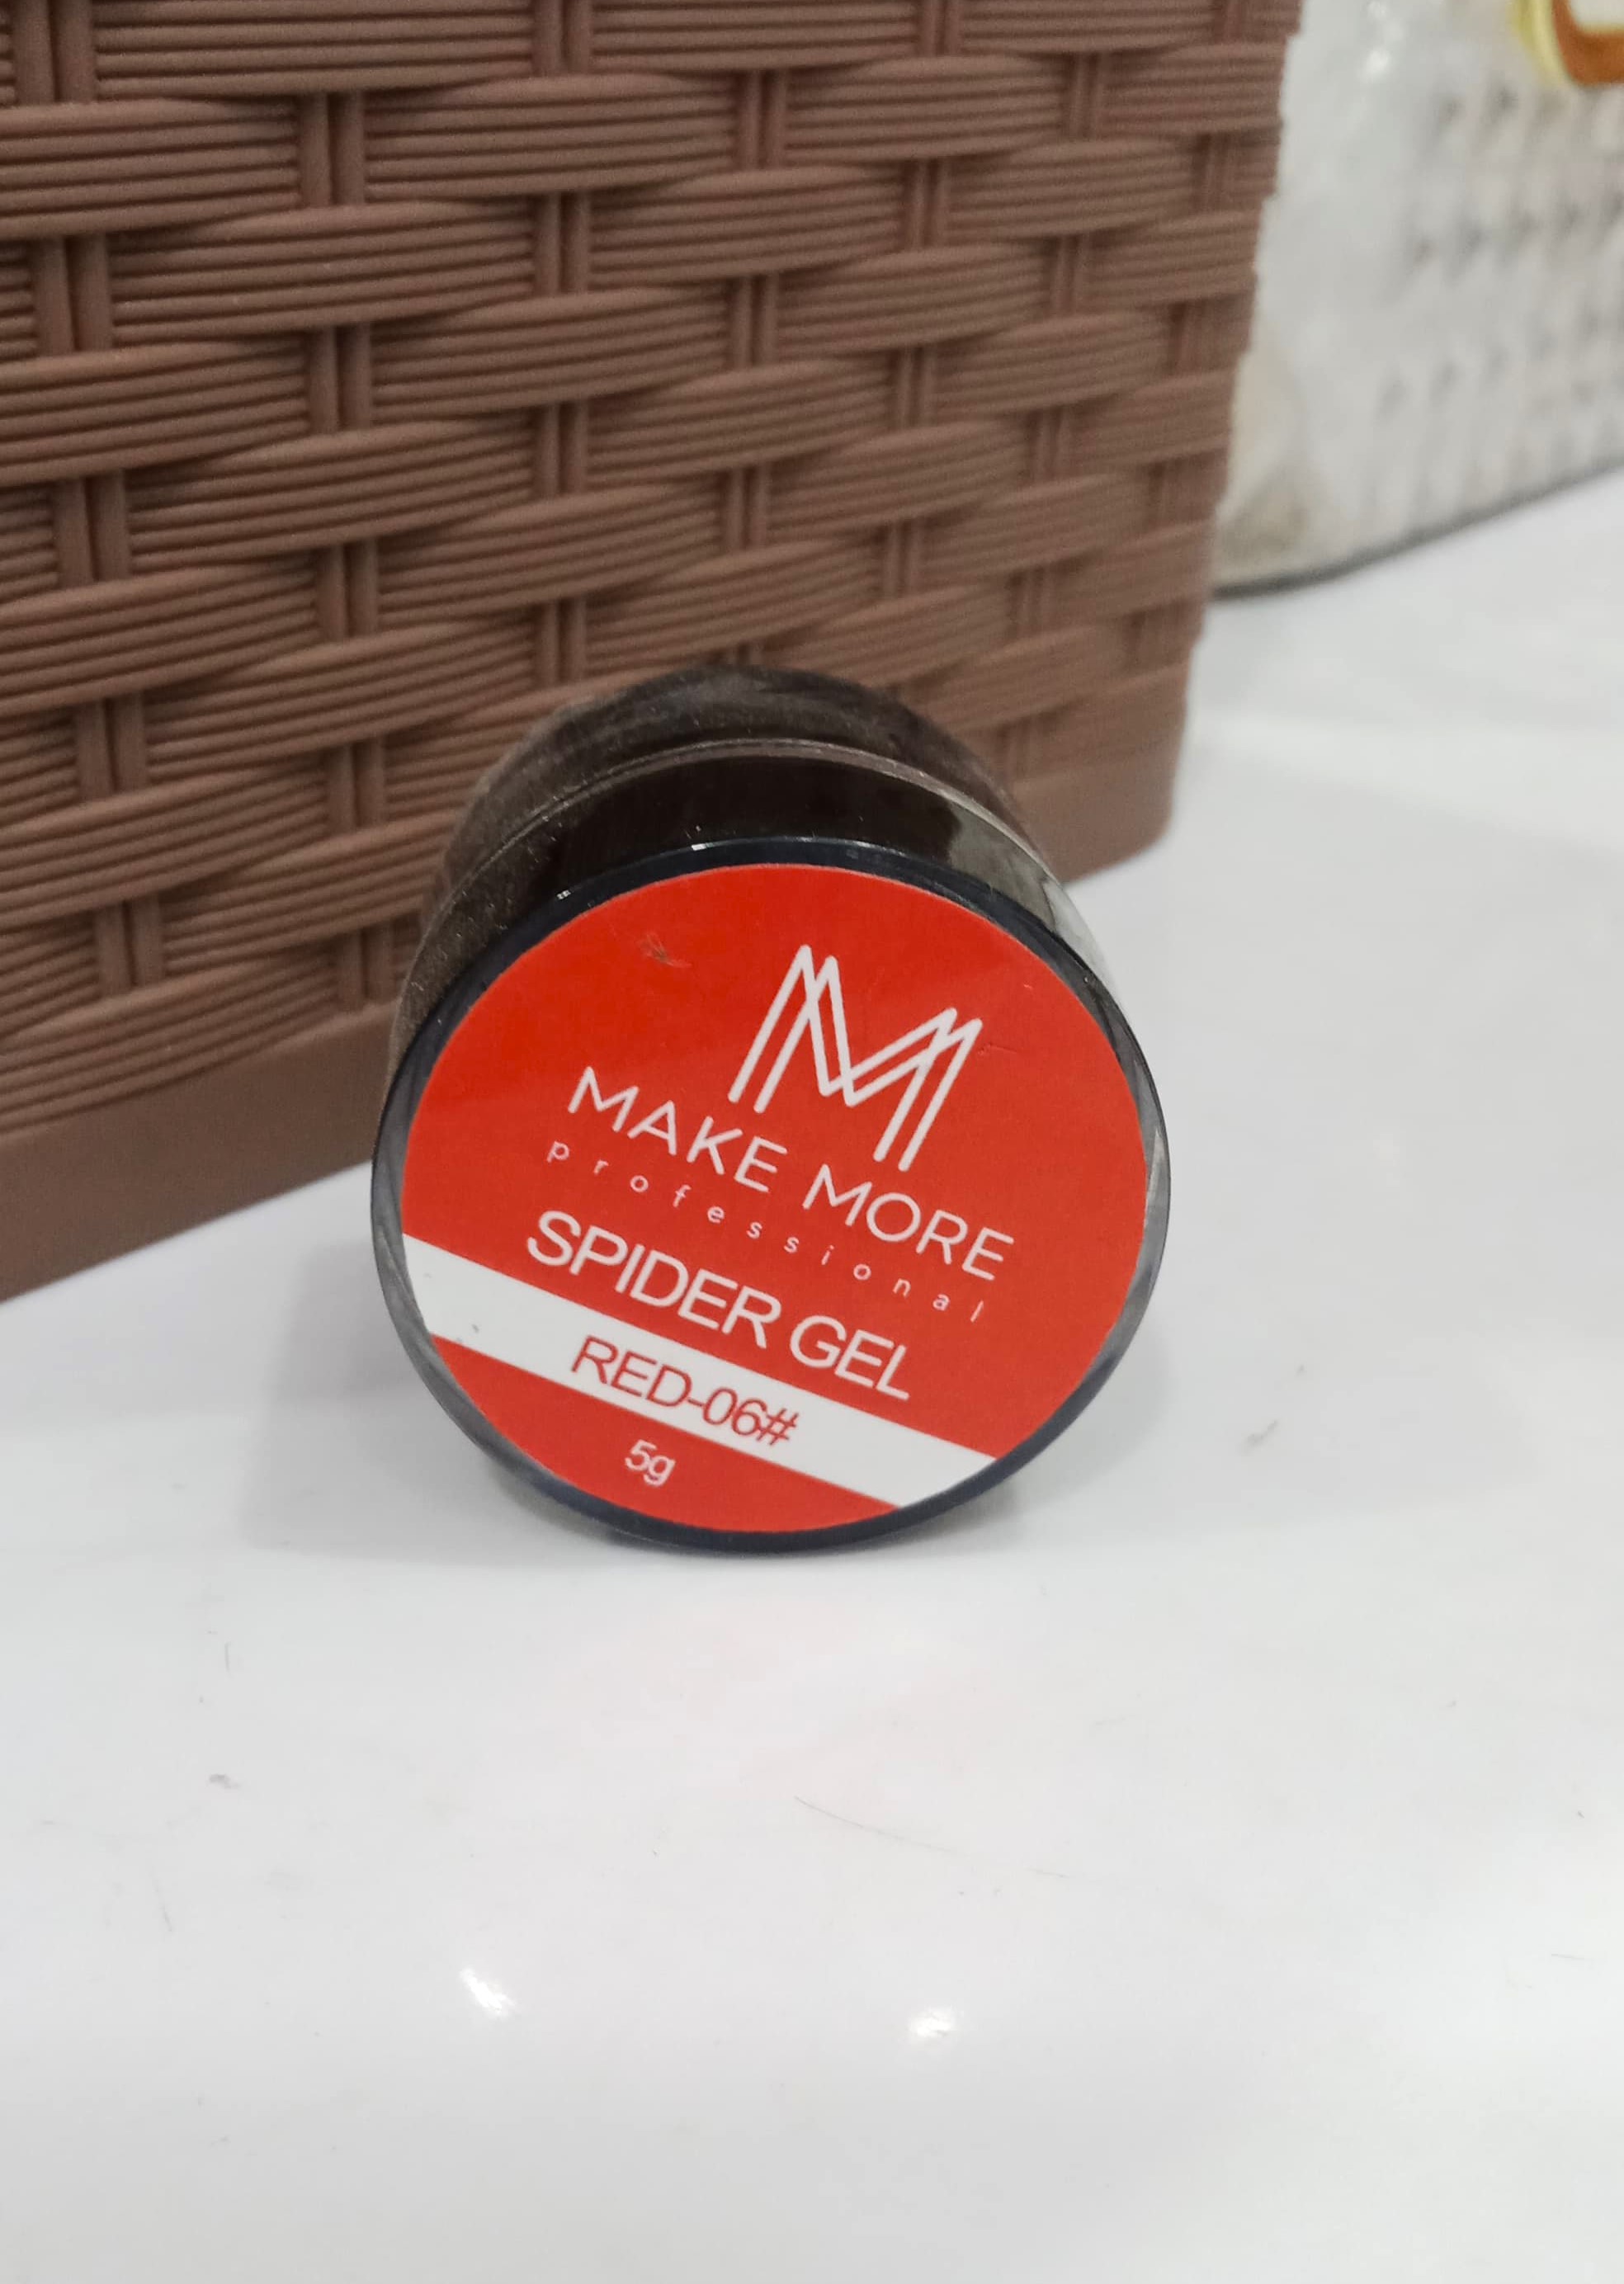 M
MAKE MORE
professional
SPIDER GEL
RED-06#
5g